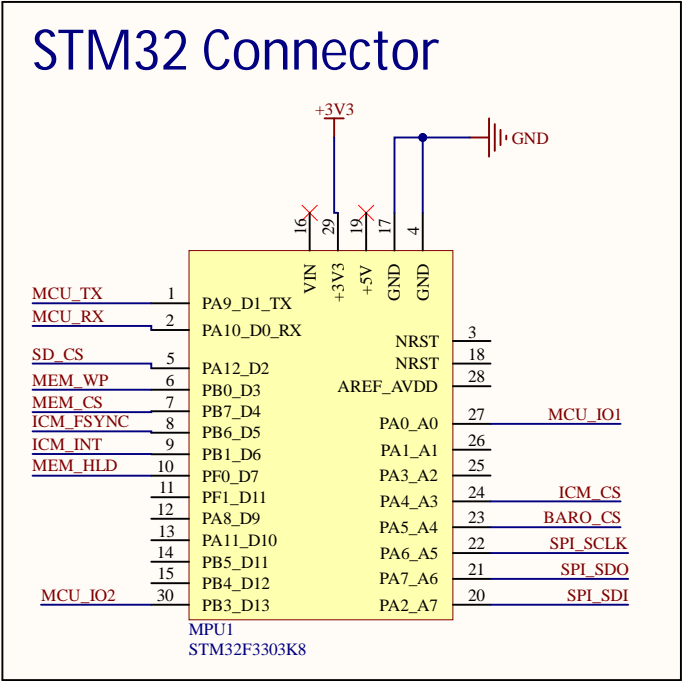 STM32 Connector
+3V3
GND
16
29
19
17
4
VIN
+3V3
+5V
GND
GND
MCU_TX 1 PA9_D1_TX
MCU_RX 2 PA10_D0_RX
SD_CS 5 PA12_D2
MEM_WP 6 PB0_D3
MEM_CS 7 PB7_D4
ICM_FSYNC 8 PB6_D5
ICM_INT 9 PB1_D6
MEM_HLD 10 PF0_D7
11 PF1_D11
12 PA8_D9
13 PA11_D10
14 PB5_D11
15 PB4_D12
MCU_IO2 30 PB3_D13
NRST 3
NRST 18
AREF_AVDD 28
PA0_A0 27 MCU_IO1
PA1_A1 26
PA3_A2 25
PA4_A3 24 ICM_CS
PA5_A4 23 BARO_CS
PA6_A5 22 SPI_SCLK
PA7_A6 21 SPI_SDO
PA2_A7 20 SPI_SDI
MPU1
STM32F3303K8